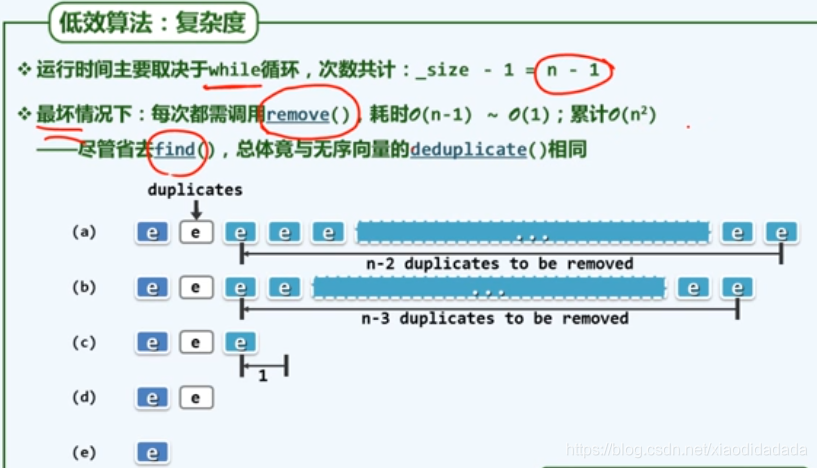 低效算法：复杂度
❖ 运行时间主要取决于while循环，次数共计：_size - 1 = n - 1
❖ 最坏情况下：每次都需调用remove()，耗时O(n-1) ~ O(1)；累计O(n²)
——尽管省去find()，总体竟与无序向量的deduplicate()相同
duplicates
(a) e e e e e ... e e
n-2 duplicates to be removed
(b) e e e e ... e e
n-3 duplicates to be removed
(c) e e e
1
(d) e e
(e) e
https://blog.csdn.net/xiaodidadada